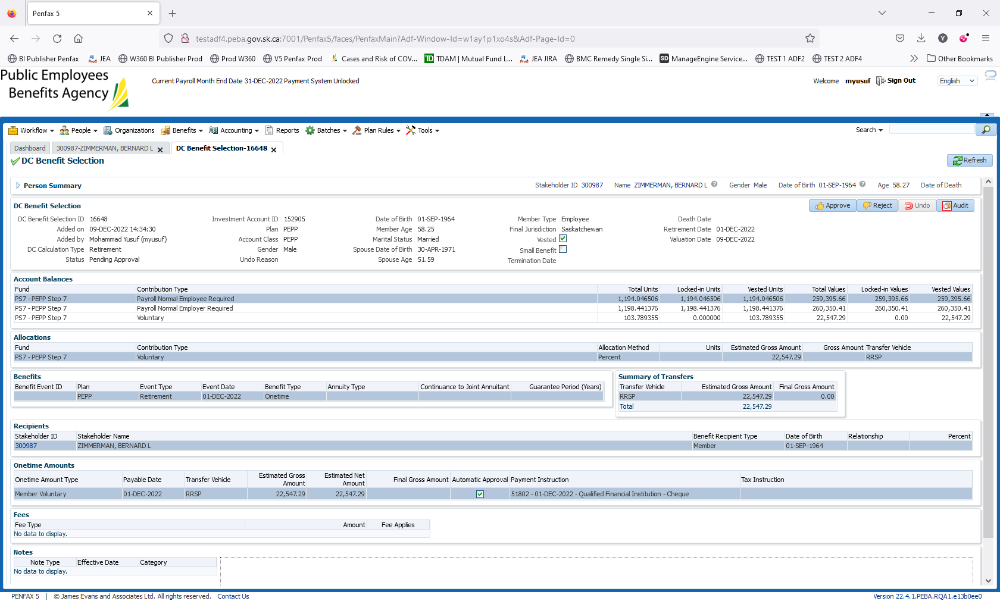 Penfax 5
testadf4.peba.gov.sk.ca:7001/Penfax5/faces/PenfaxMain?Adf-Window-Id=w1ay1p1xo4s&Adf-Page-Id=0
BI Publisher Penfax JEA W360 BI Publisher Prod Prod W360 V5 Penfax Prod Cases and Risk of COV... TDAM | Mutual Fund L... JEA JIRA BMC Remedy Single Si... ManageEngine Service... TEST 1 ADF2 TEST 2 ADF4 Other Bookmarks
Public Employees
Benefits Agency
Current Payroll Month End Date 31-DEC-2022 Payment System Unlocked
Welcome myusuf Sign Out English
Workflow People Organizations Benefits Accounting Reports Batches Plan Rules Tools Search
Dashboard 300987-ZIMMERMAN, BERNARD L DC Benefit Selection-16648
DC Benefit Selection Refresh
Person Summary Stakeholder ID 300987 Name ZIMMERMAN, BERNARD L Gender Male Date of Birth 01-SEP-1964 Age 58.27 Date of Death
DC Benefit Selection Approve Reject Undo Audit
DC Benefit Selection ID 16648 Investment Account ID 152905 Date of Birth 01-SEP-1964 Member Type Employee Death Date
Added on 09-DEC-2022 14:34:30 Plan PEPP Member Age 58.25 Final Jurisdiction Saskatchewan Retirement Date 01-DEC-2022
Added by Mohammad Yusuf (myusuf) Account Class PEPP Marital Status Married Vested Valuation Date 09-DEC-2022
DC Calculation Type Retirement Gender Male Spouse Date of Birth 30-APR-1971 Small Benefit
Status Pending Approval Undo Reason Spouse Age 51.59 Termination Date
Account Balances
Fund Contribution Type Total Units Locked-in Units Vested Units Total Values Locked-in Values Vested Values
PS7 - PEPP Step 7 Payroll Normal Employee Required 1,194.046506 1,194.046506 1,194.046506 259,395.66 259,395.66 259,395.66
PS7 - PEPP Step 7 Payroll Normal Employer Required 1,198.441376 1,198.441376 1,198.441376 260,350.41 260,350.41 260,350.41
PS7 - PEPP Step 7 Voluntary 103.789355 0.000000 103.789355 22,547.29 0.00 22,547.29
Allocations
Fund Contribution Type Allocation Method Units Estimated Gross Amount Gross Amount Transfer Vehicle
PS7 - PEPP Step 7 Voluntary Percent 22,547.29 RRSP
Benefits
Benefit Event ID Plan Event Type Event Date Benefit Type Annuity Type Continuance to Joint Annuitant Guarantee Period (Years)
PEPP Retirement 01-DEC-2022 Onetime
Summary of Transfers
Transfer Vehicle Estimated Gross Amount Final Gross Amount
RRSP 22,547.29 0.00
Total 22,547.29
Recipients
Stakeholder ID Stakeholder Name Benefit Recipient Type Date of Birth Relationship Percent
300987 ZIMMERMAN, BERNARD L Member 01-SEP-1964
Onetime Amounts
Onetime Amount Type Payable Date Transfer Vehicle Estimated Gross Amount Estimated Net Amount Final Gross Amount Automatic Approval Payment Instruction Tax Instruction
Member Voluntary 01-DEC-2022 RRSP 22,547.29 22,547.29 51802 - 01-DEC-2022 - Qualified Financial Institution - Cheque
Fees
Fee Type Amount Fee Applies
No data to display.
Notes
Note Type Effective Date Category
No data to display.
PENFAX 5 | © James Evans and Associates Ltd. All rights reserved. Contact Us Version 22.4.1.PEBA.RQA1.e13b0ee0